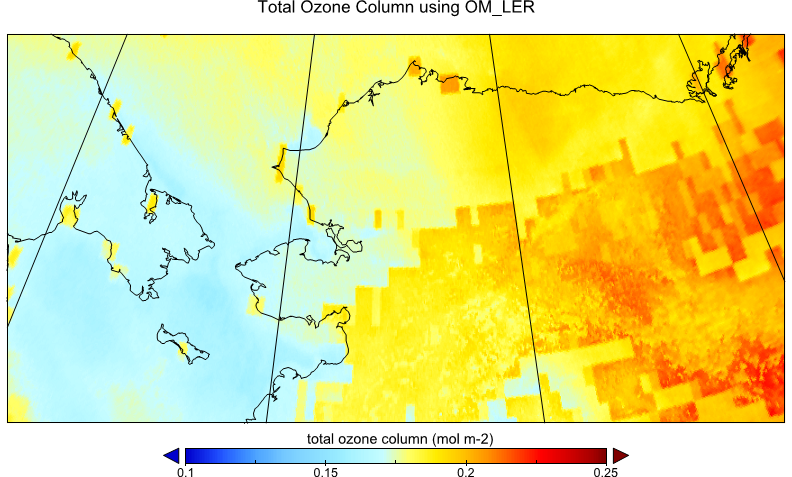 Total Ozone Column using OM_LER
total ozone column (mol m-2)
0.1 0.15 0.2 0.25